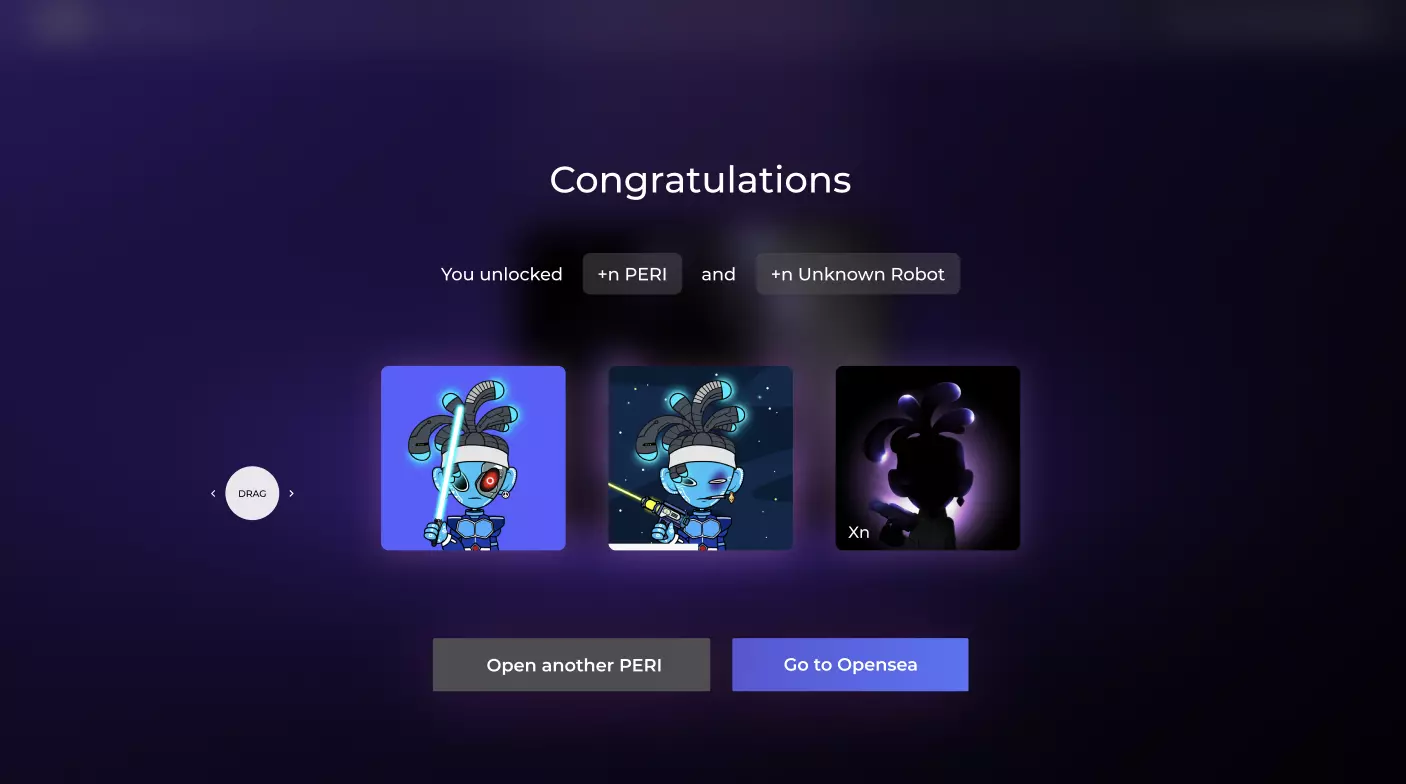 Congratulations
You unlocked +n PERI and +n Unknown Robot
DRAG
Xn
Open another PERI
Go to Opensea